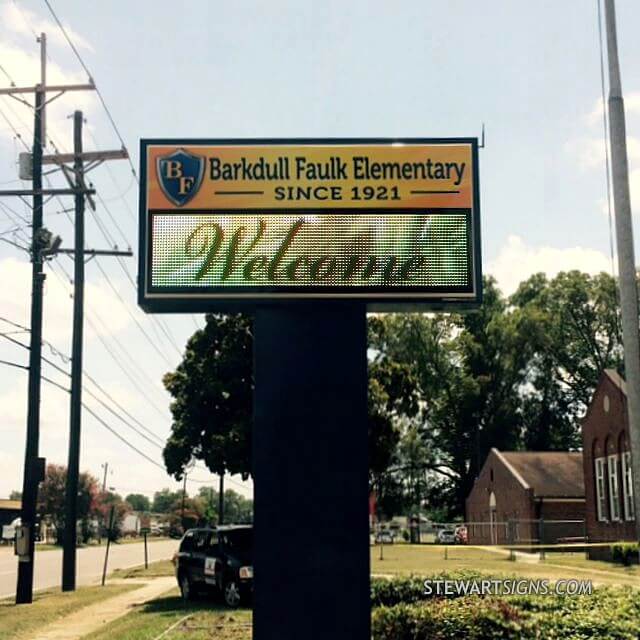 BF
Barkdull Faulk Elementary
SINCE 1921
Welcome
STEWARTSIGNS.COM